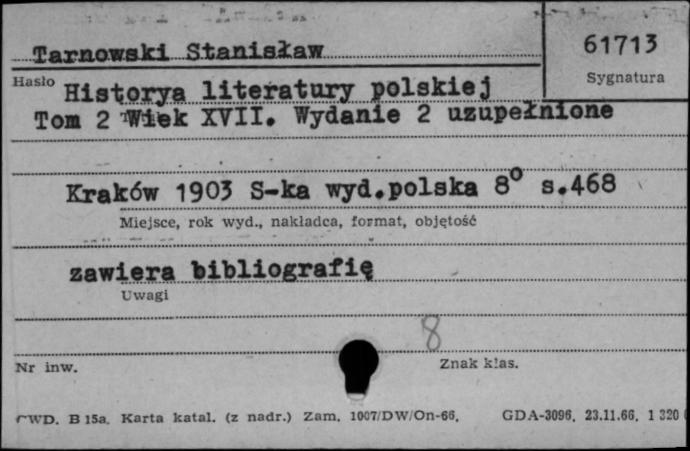 Tarnowski Stanisław
61713
Hasło
Sygnatura
Historya literatury polskiej
Tom 2 Wiek XVII. Wydanie 2 uzupełnione
Kraków 1903 S-ka wyd.polska 8° s.468
Miejsce, rok wyd., nakładca, format, objętość
zawiera bibliografię
Uwagi
8
Nr inw.
Znak klas.
CWD. B 15a. Karta katal. (z nadr.) Zam. 1007/DW/On-66. GDA-3096. 23.11.66. 1 320